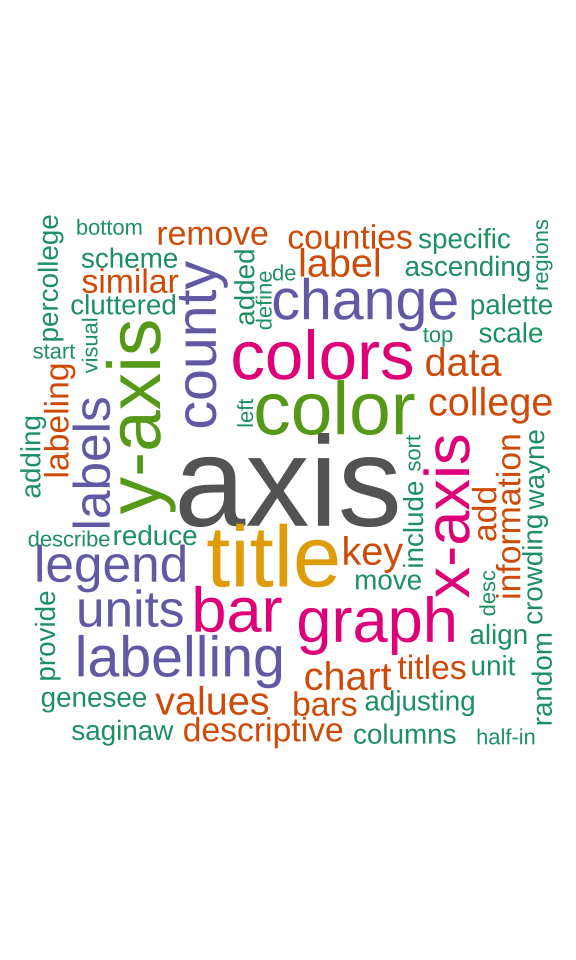 bottom
remove
counties
specific
regions
percollege
scheme
similar
cluttered
county
added
define
de
label
ascending
change
palette
start
visual
y-axis
colors
top
scale
data
labeling
labels
left
color
college
adding
axis
sort
x-axis
information
wayne
describe
reduce
title
key
include
add
crowding
legend
move
desc
provide
units
bar
graph
align
random
labelling
chart
titles
unit
genesee
values
bars
adjusting
saginaw
descriptive
columns
half-in